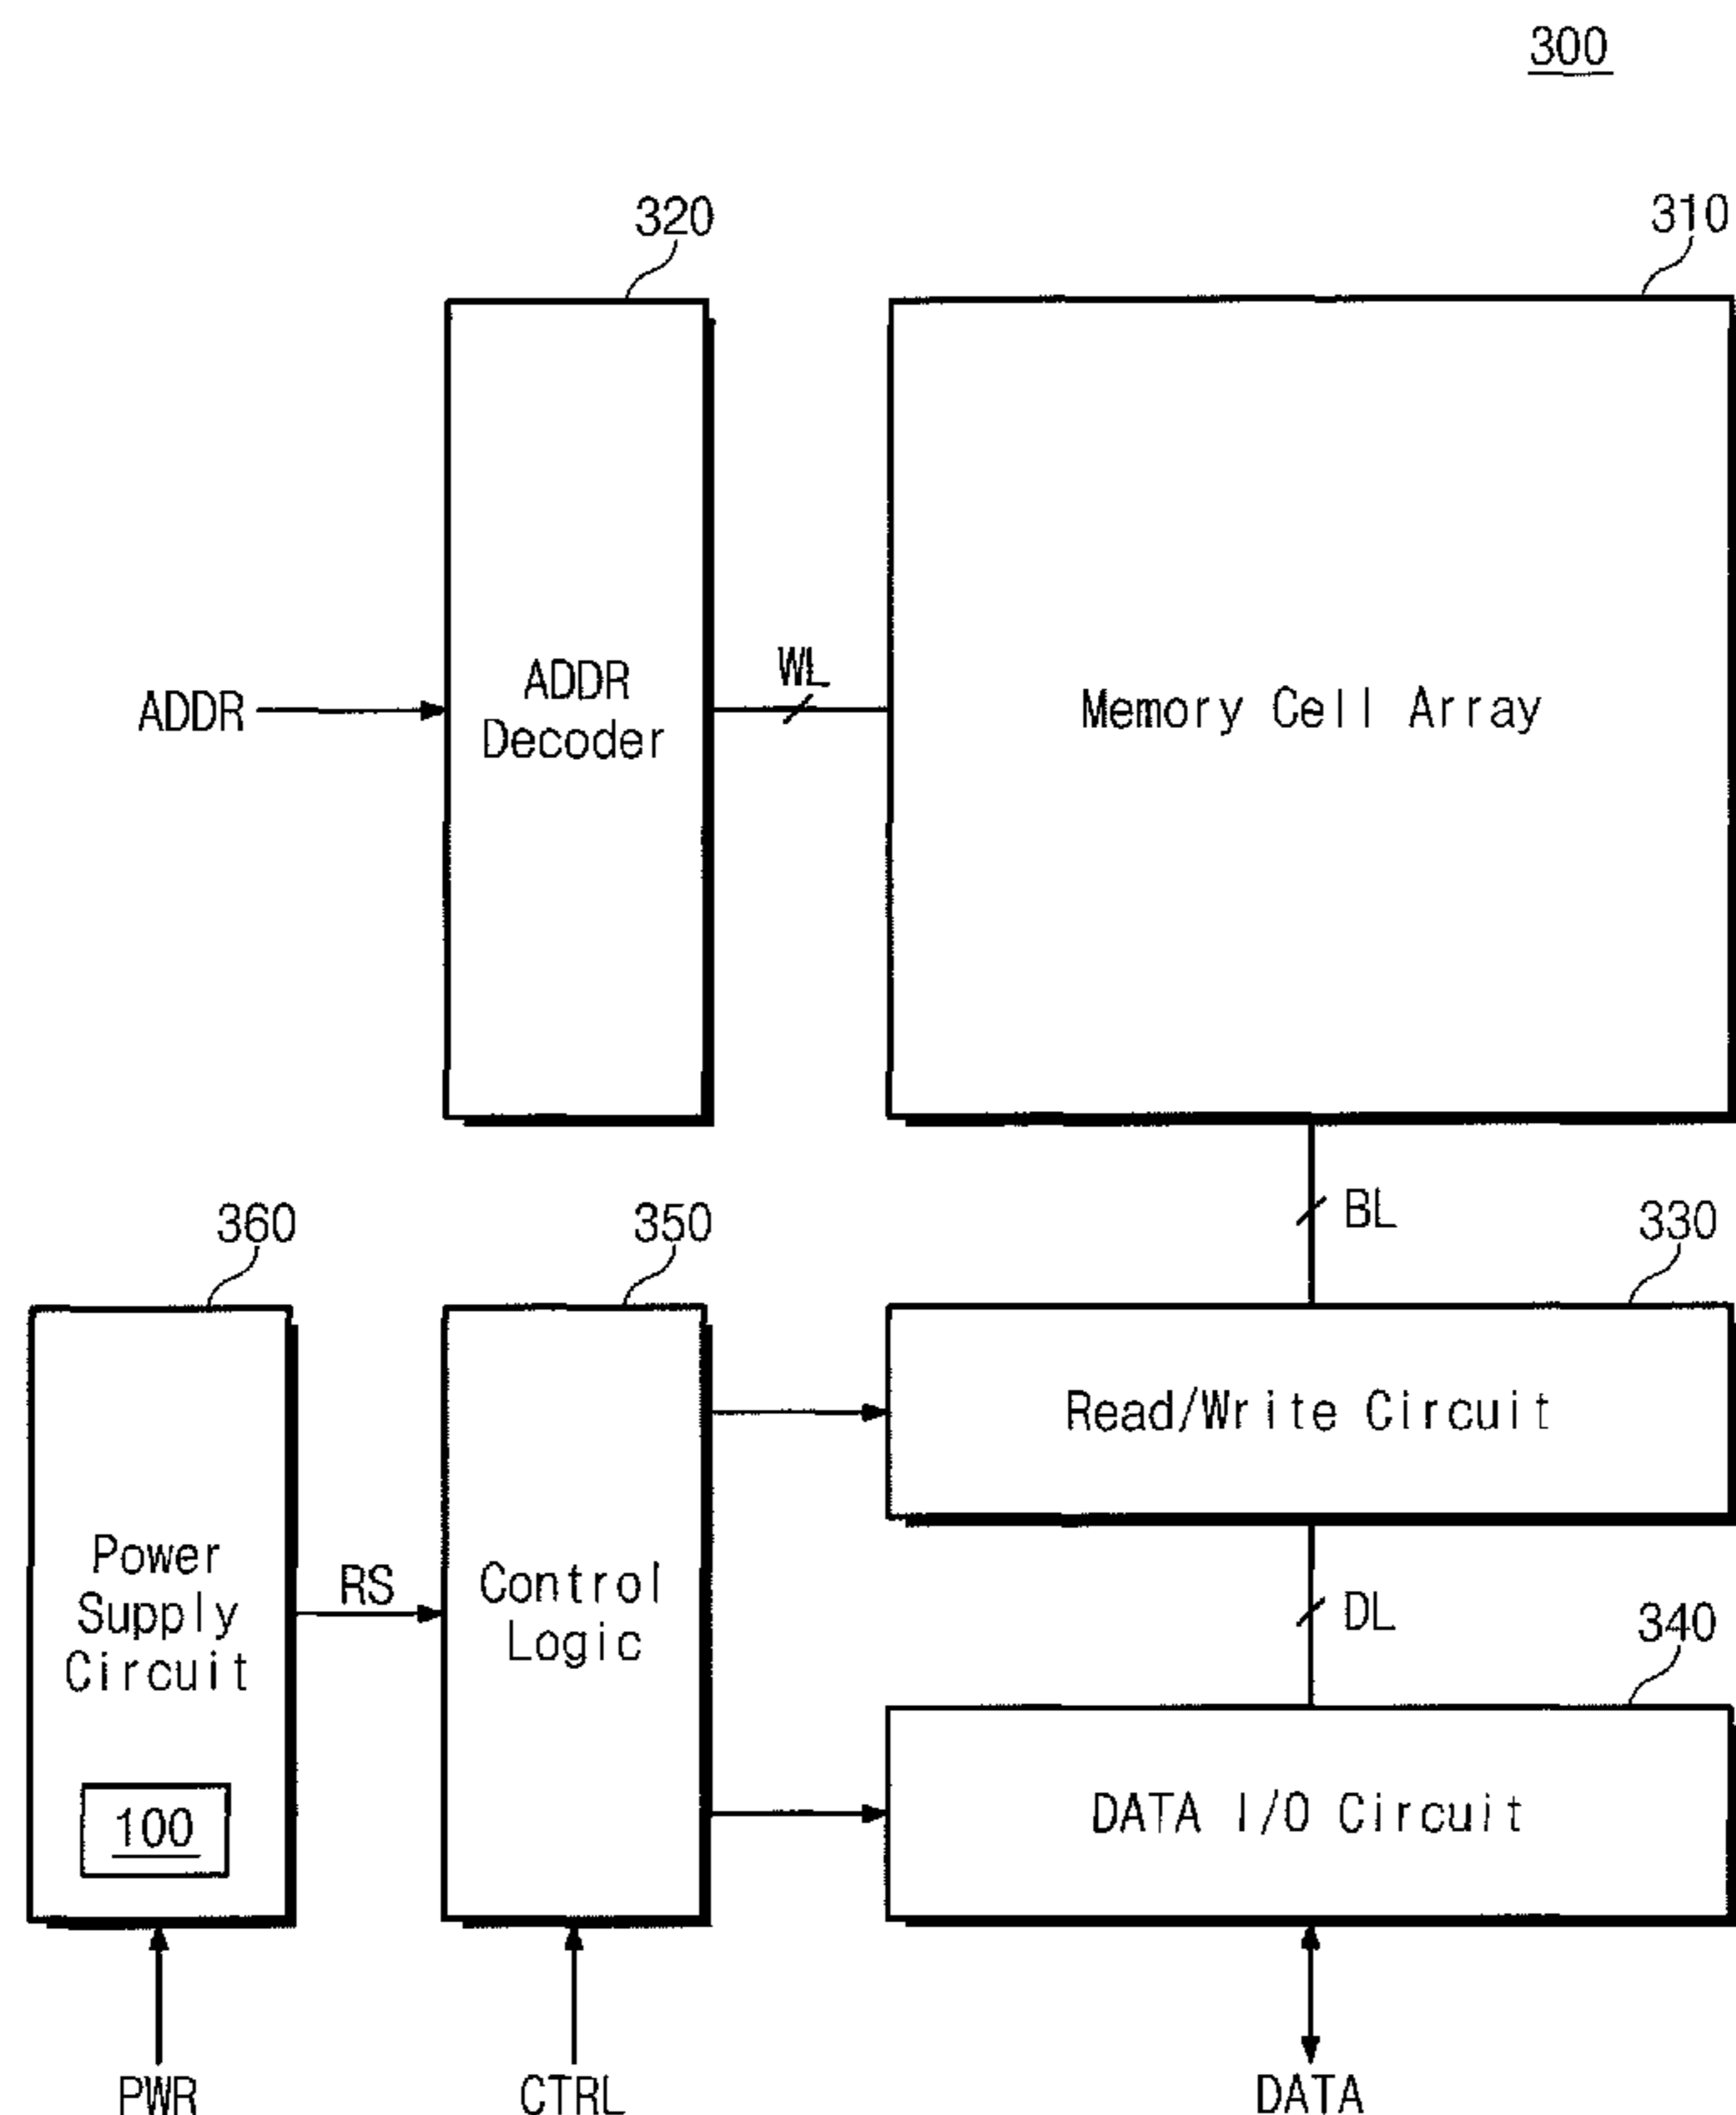 300
320
310
ADDR
ADDR
Decoder
WL
Memory Cell Array
BL
360
350
330
Read/Write Circuit
Power
Supply
Circuit
RS
Control
Logic
DL
340
100
DATA I/O Circuit
PWR
CTRL
DATA